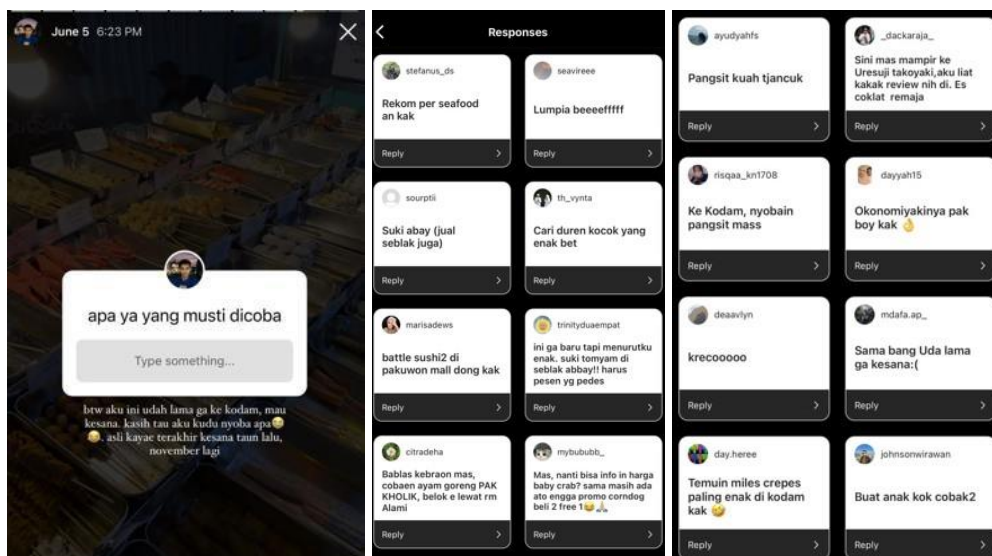 June 5 6:23 PM
apa ya yang musti dicoba
Type something...
btw aku ini udah lama ga ke kodam, mau
kesana. kasih tau aku kudu nyoba apa😂
😂. asli kayae terakhir kesana taun lalu,
november lagi
Responses
stefanus_ds
Rekom per seafood
an kak
Reply
seavireee
Lumpia beeeefffff
Reply
sourptii
Suki abay (jual
seblak juga)
Reply
th_vynta
Cari duren kocok yang
enak bet
Reply
marisadews
battle sushi2 di
pakuwon mall dong kak
Reply
trinityduaempat
ini ga baru tapi menurutku
enak. suki tomyam di
seblak abbay!! harus
pesen yg pedes
Reply
citradeha
Bablas kebraon mas,
cobaen ayam goreng PAK
KHOLIK, belok e lewat rm
Alami
Reply
mybububb_
Mas, nanti bisa info in harga
baby crab? sama masih ada
ato engga promo corndog
beli 2 free 1😂🙏
Reply
ayudyahfs
Pangsit kuah tjancuk
Reply
_dackaraja_
Sini mas mampir ke
Uresuji takoyaki,aku liat
kakak review nih di. Es
coklat remaja
Reply
risqaa_kn1708
Ke Kodam, nyobain
pangsit mass
Reply
dayyah15
Okonomiyakinya pak
boy kak 👌
Reply
deaavlyn
krecooooo
Reply
mdafa.ap_
Sama bang Uda lama
ga kesana:(
Reply
day.heree
Temuin miles crepes
paling enak di kodam
kak 🤣
Reply
johnsonwirawan
Buat anak kok cobak2
Reply